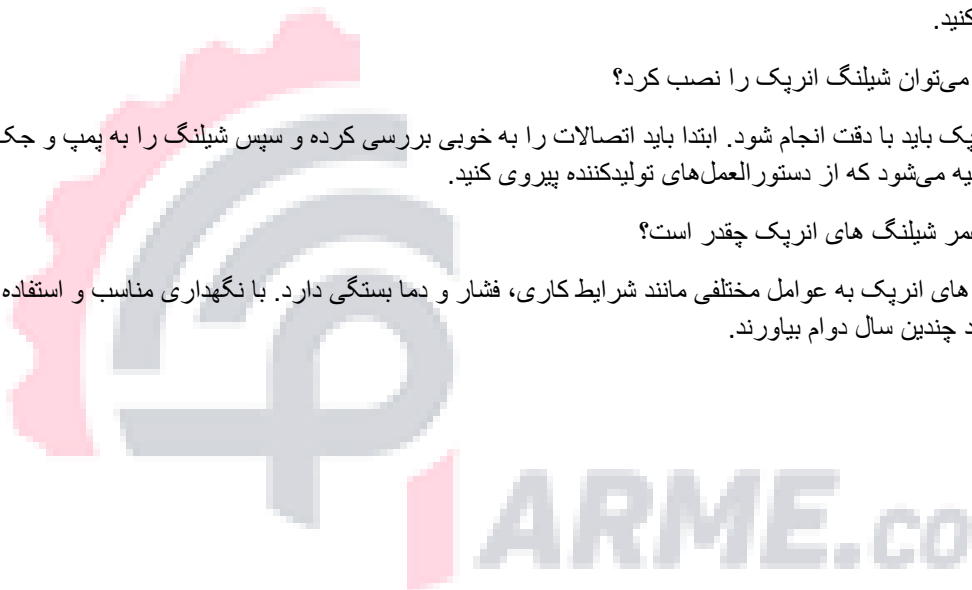 کنید.
می‌توان شیلنگ انرپک را نصب کرد؟
پک باید با دقت انجام شود. ابتدا باید اتصالات را به خوبی بررسی کرده و سپس شیلنگ را به پمپ و جک
یه می‌شود که از دستورالعمل‌های تولیدکننده پیروی کنید.
مر شیلنگ های انرپک چقدر است؟
های انرپک به عوامل مختلفی مانند شرایط کاری، فشار و دما بستگی دارد. با نگهداری مناسب و استفاده
د چندین سال دوام بیاورند.
ARME.co